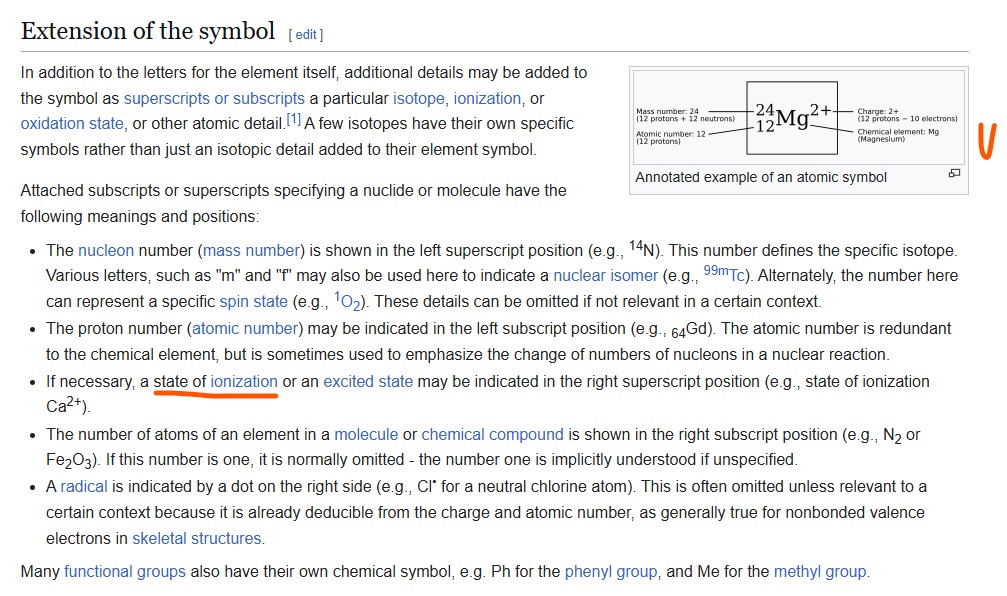 Extension of the symbol [ edit ]
In addition to the letters for the element itself, additional details may be added to
the symbol as superscripts or subscripts a particular isotope, ionization, or
oxidation state, or other atomic detail.[1] A few isotopes have their own specific
symbols rather than just an isotopic detail added to their element symbol.
Mass number: 24
(12 protons + 12 neutrons)
Atomic number: 12
(12 protons)
²⁴₁₂Mg²⁺
Charge: 2+
(12 protons − 10 electrons)
Chemical element: Mg
(Magnesium)
Annotated example of an atomic symbol
U
Attached subscripts or superscripts specifying a nuclide or molecule have the
following meanings and positions:
• The nucleon number (mass number) is shown in the left superscript position (e.g., ¹⁴N). This number defines the specific isotope.
Various letters, such as "m" and "f" may also be used here to indicate a nuclear isomer (e.g., ⁹⁹ᵐTc). Alternately, the number here
can represent a specific spin state (e.g., ¹O₂). These details can be omitted if not relevant in a certain context.
• The proton number (atomic number) may be indicated in the left subscript position (e.g., ₆₄Gd). The atomic number is redundant
to the chemical element, but is sometimes used to emphasize the change of numbers of nucleons in a nuclear reaction.
• If necessary, a state of ionization or an excited state may be indicated in the right superscript position (e.g., state of ionization
Ca²⁺).
• The number of atoms of an element in a molecule or chemical compound is shown in the right subscript position (e.g., N₂ or
Fe₂O₃). If this number is one, it is normally omitted - the number one is implicitly understood if unspecified.
• A radical is indicated by a dot on the right side (e.g., Cl• for a neutral chlorine atom). This is often omitted unless relevant to a
certain context because it is already deducible from the charge and atomic number, as generally true for nonbonded valence
electrons in skeletal structures.
Many functional groups also have their own chemical symbol, e.g. Ph for the phenyl group, and Me for the methyl group.